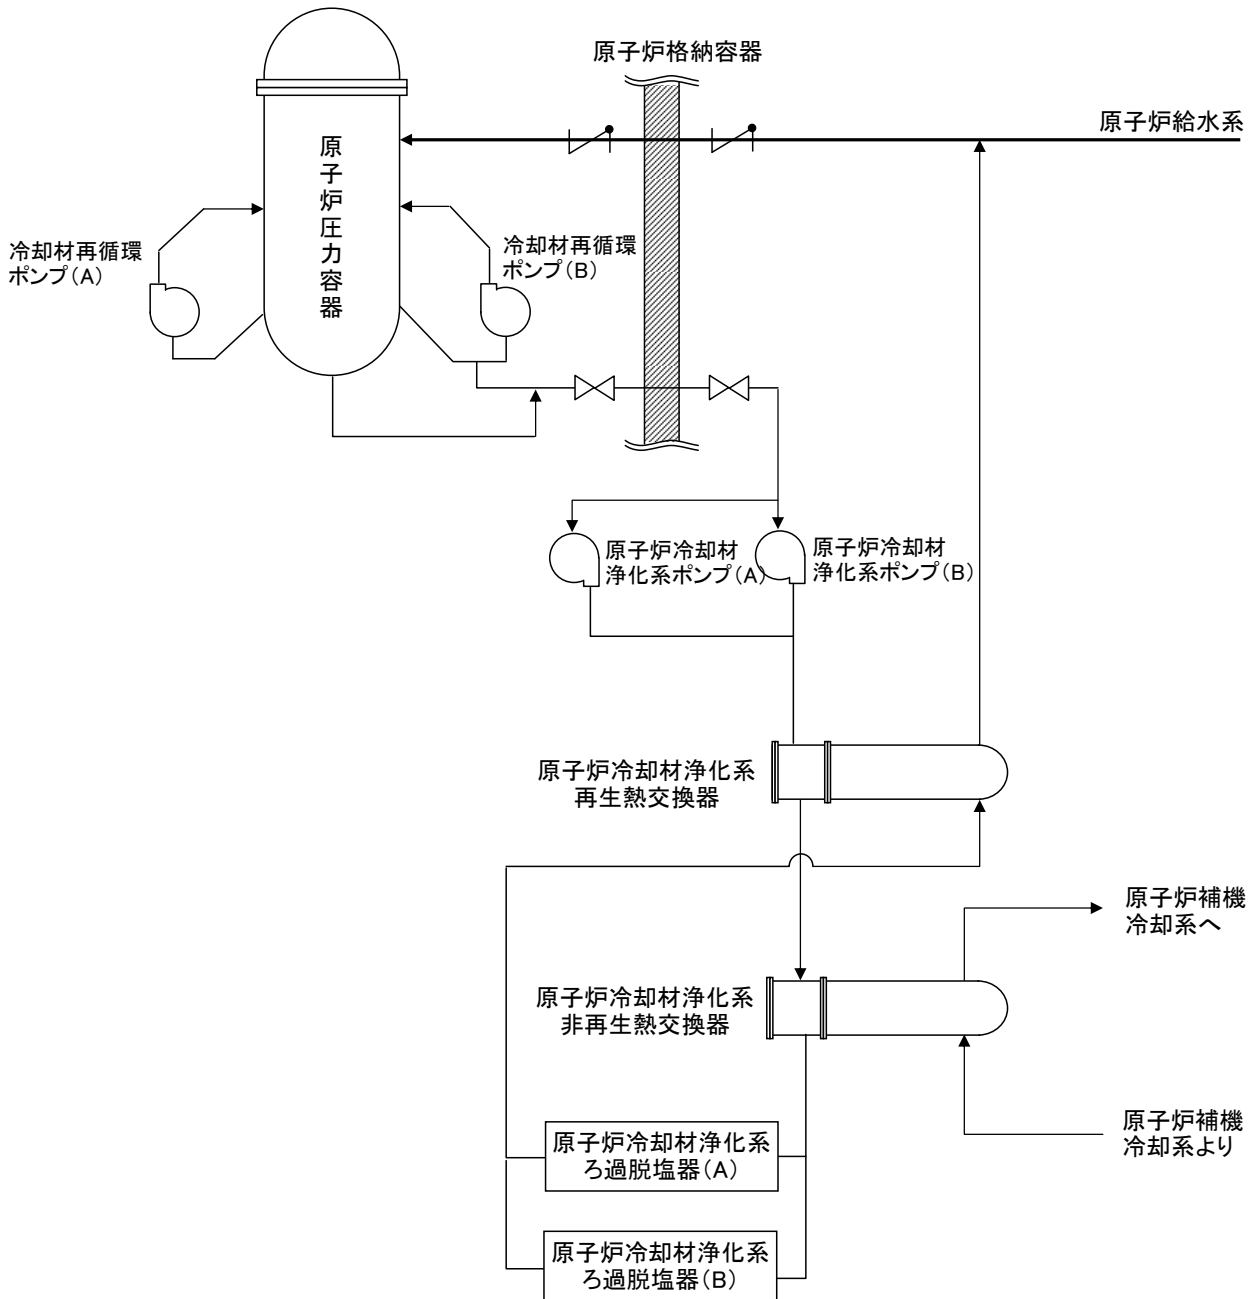 原子炉格納容器
原子炉給水系
原子炉圧力容器
冷却材再循環
ポンプ(A)
冷却材再循環
ポンプ(B)
原子炉冷却材
浄化系ポンプ(A)
原子炉冷却材
浄化系ポンプ(B)
原子炉冷却材浄化系
再生熱交換器
原子炉補機
冷却系へ
原子炉冷却材浄化系
非再生熱交換器
原子炉補機
冷却系より
原子炉冷却材浄化系
ろ過脱塩器(A)
原子炉冷却材浄化系
ろ過脱塩器(B)